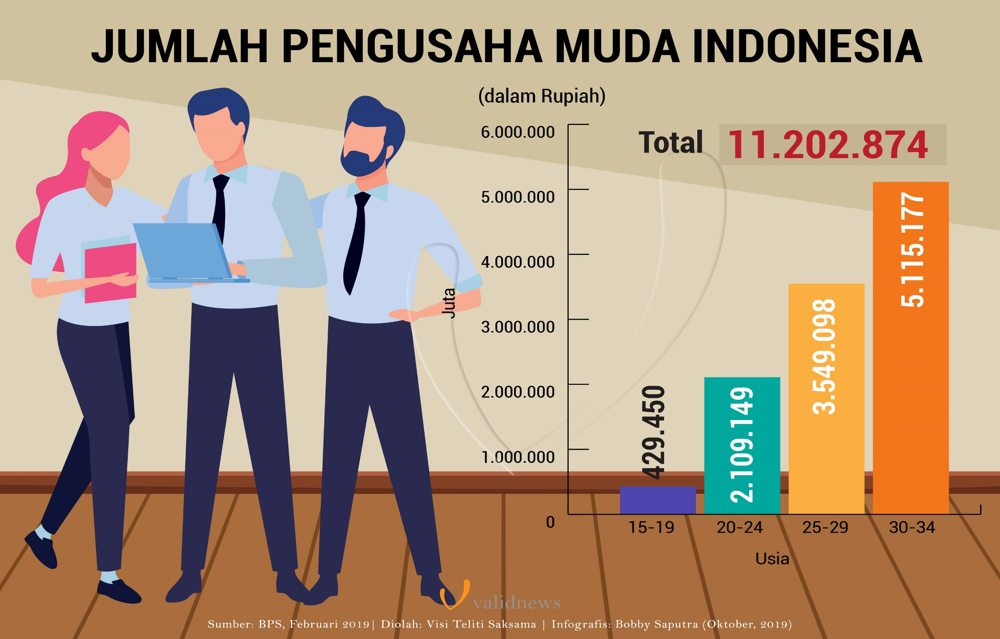 JUMLAH PENGUSAHA MUDA INDONESIA
(dalam Rupiah)
Total 11.202.874
6.000.000
5.000.000
4.000.000
3.000.000
2.000.000
1.000.000
0
Juta
429.450
2.109.149
3.549.098
5.115.177
15-19 20-24 25-29 30-34
Usia
validnews
Sumber: BPS, Februari 2019| Diolah: Visi Teliti Saksama | Infografis: Bobby Saputra (Oktober, 2019)